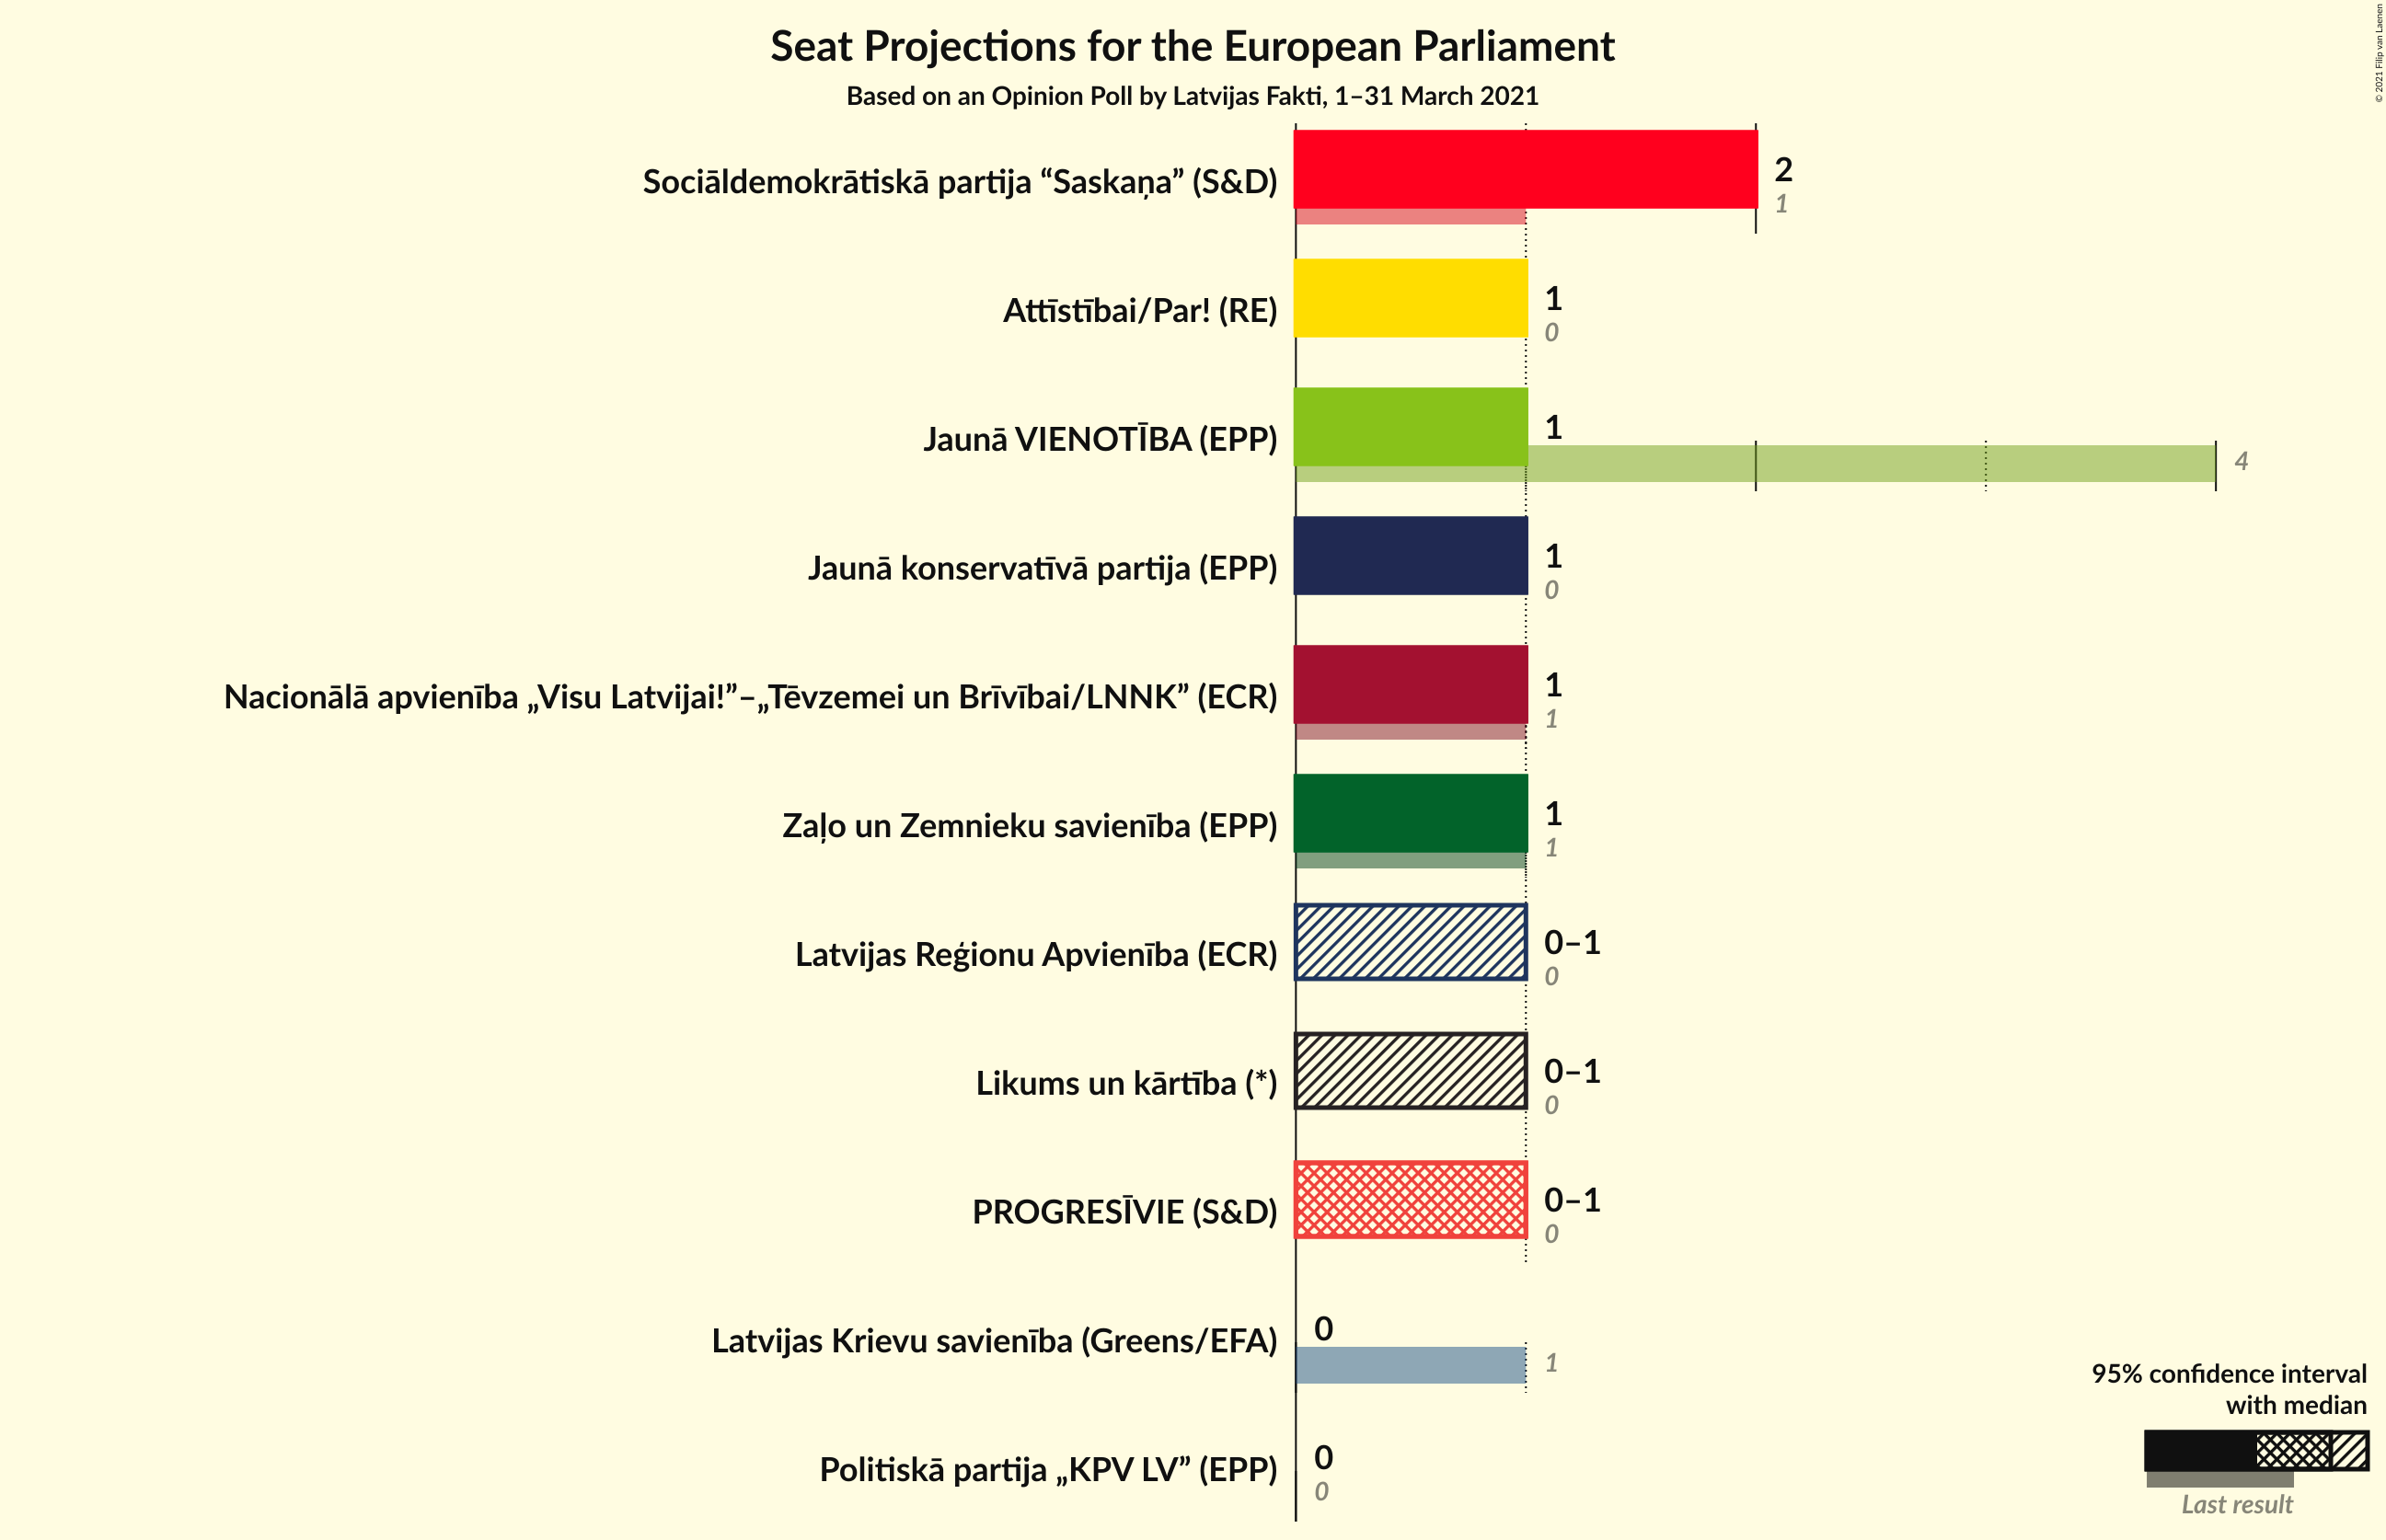 Seat Projections for the European Parliament
Based on an Opinion Poll by Latvijas Fakti, 1–31 March 2021
© 2021 Filip van Laenen
Sociāldemokrātiskā partija “Saskaņa” (S&D)
2
1
Attīstībai/Par! (RE)
1
0
Jaunā VIENOTĪBA (EPP)
1
4
Jaunā konservatīvā partija (EPP)
1
0
Nacionālā apvienība „Visu Latvijai!”–„Tēvzemei un Brīvībai/LNNK” (ECR)
1
1
Zaļo un Zemnieku savienība (EPP)
1
1
Latvijas Reģionu Apvienība (ECR)
0–1
0
Likums un kārtība (*)
0–1
0
PROGRESĪVIE (S&D)
0–1
0
Latvijas Krievu savienība (Greens/EFA)
0
1
Politiskā partija „KPV LV” (EPP)
0
0
95% confidence interval
with median
Last result